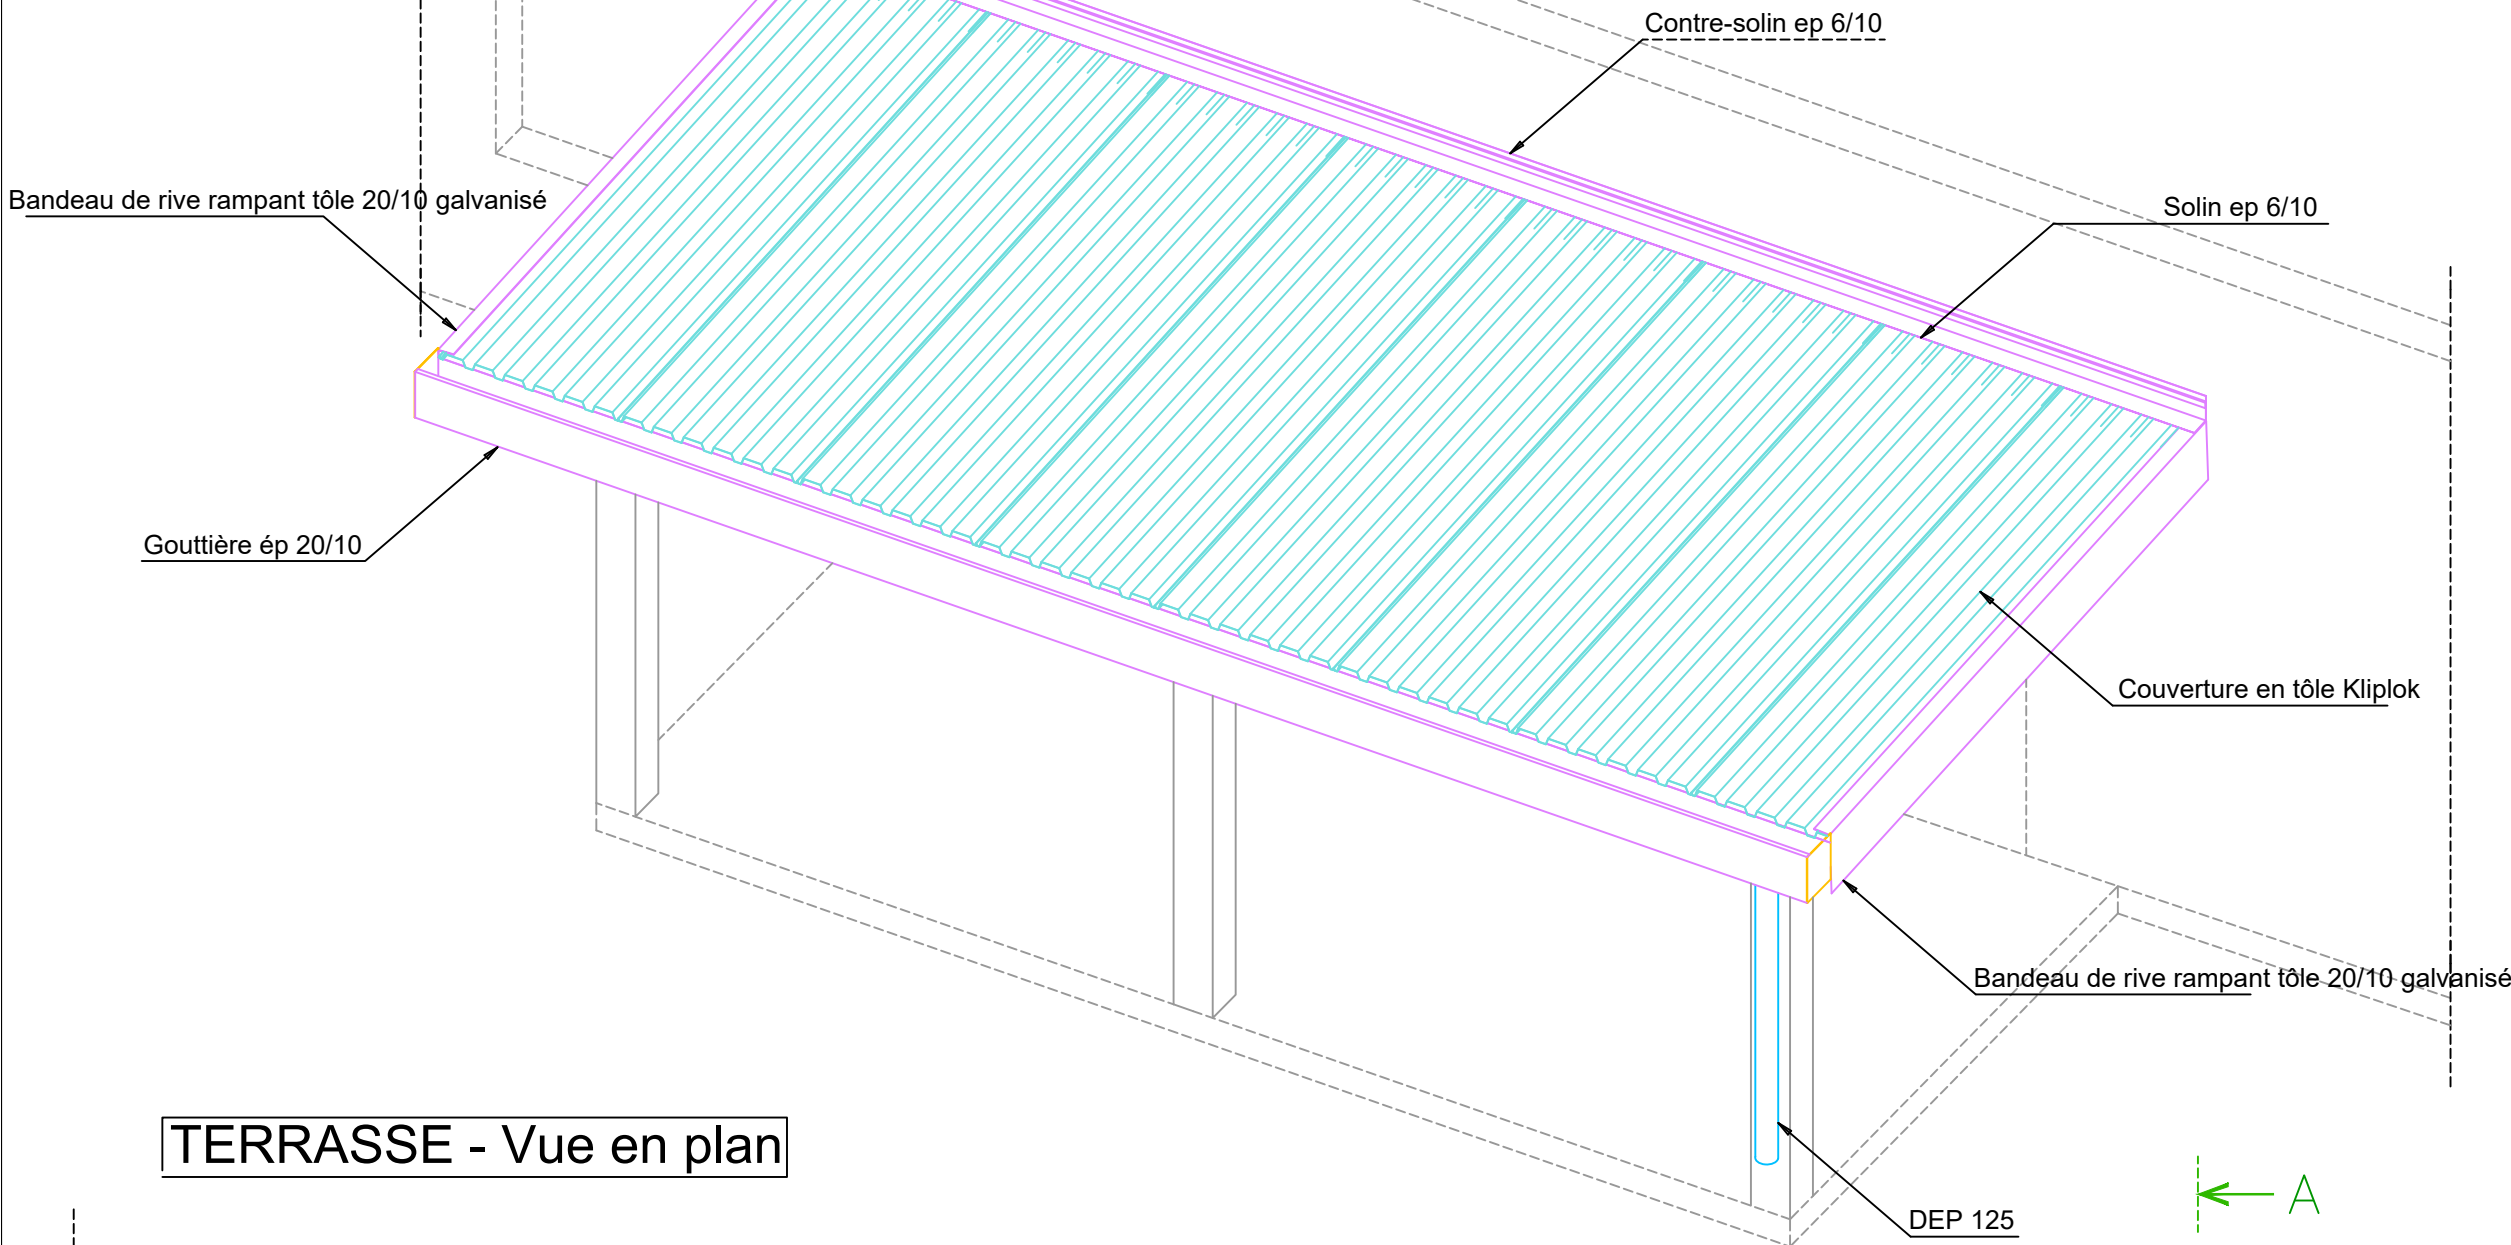 Contre-solin ep 6/10
Bandeau de rive rampant tôle 20/10 galvanisé
Solin ep 6/10
Gouttière ép 20/10
Couverture en tôle Kliplok
Bandeau de rive rampant tôle 20/10 galvanisé
TERRASSE - Vue en plan
A
DEP 125